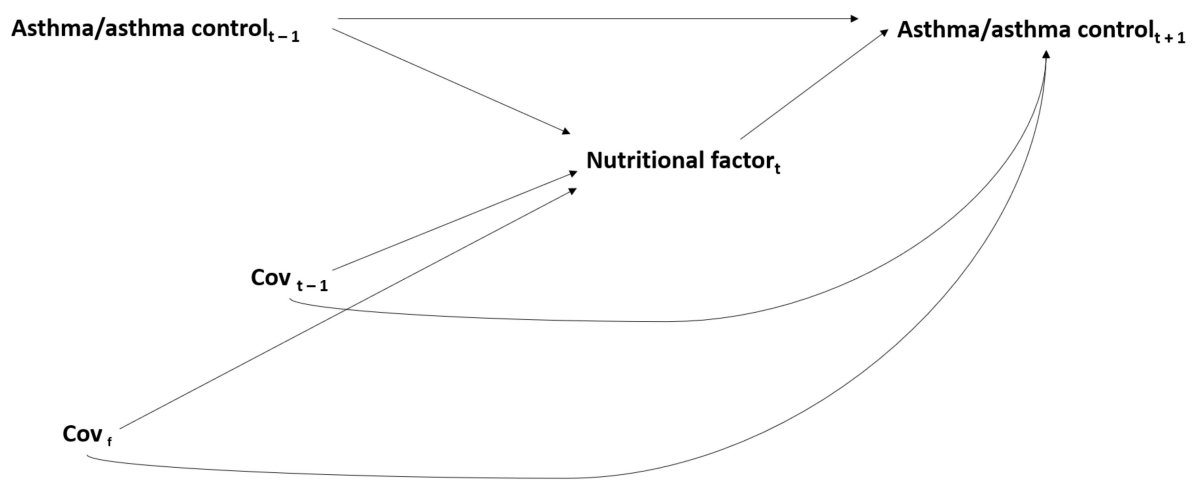 Asthma/asthma control t – 1
Asthma/asthma control t + 1
Nutritional factor t
Cov t – 1
Cov f